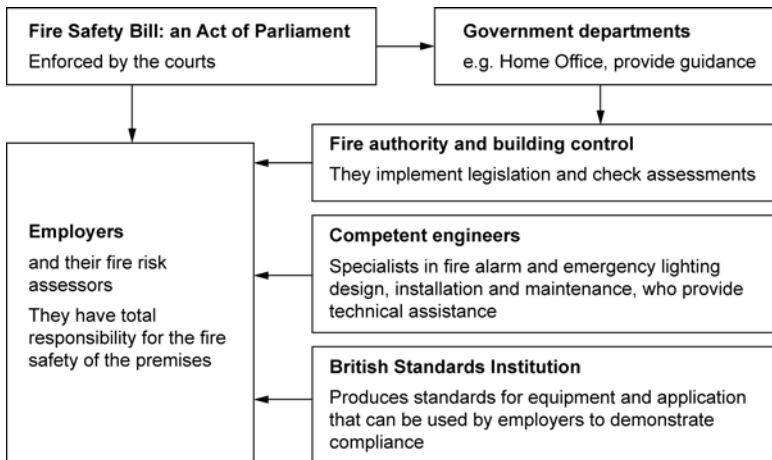 Fire Safety Bill: an Act of Parliament
Enforced by the courts
Government departments
e.g. Home Office, provide guidance
Fire authority and building control
They implement legislation and check assessments
Employers
and their fire risk
assessors
They have total
responsibility for the fire
safety of the premises
Competent engineers
Specialists in fire alarm and emergency lighting
design, installation and maintenance, who provide
technical assistance
British Standards Institution
Produces standards for equipment and application
that can be used by employers to demonstrate
compliance